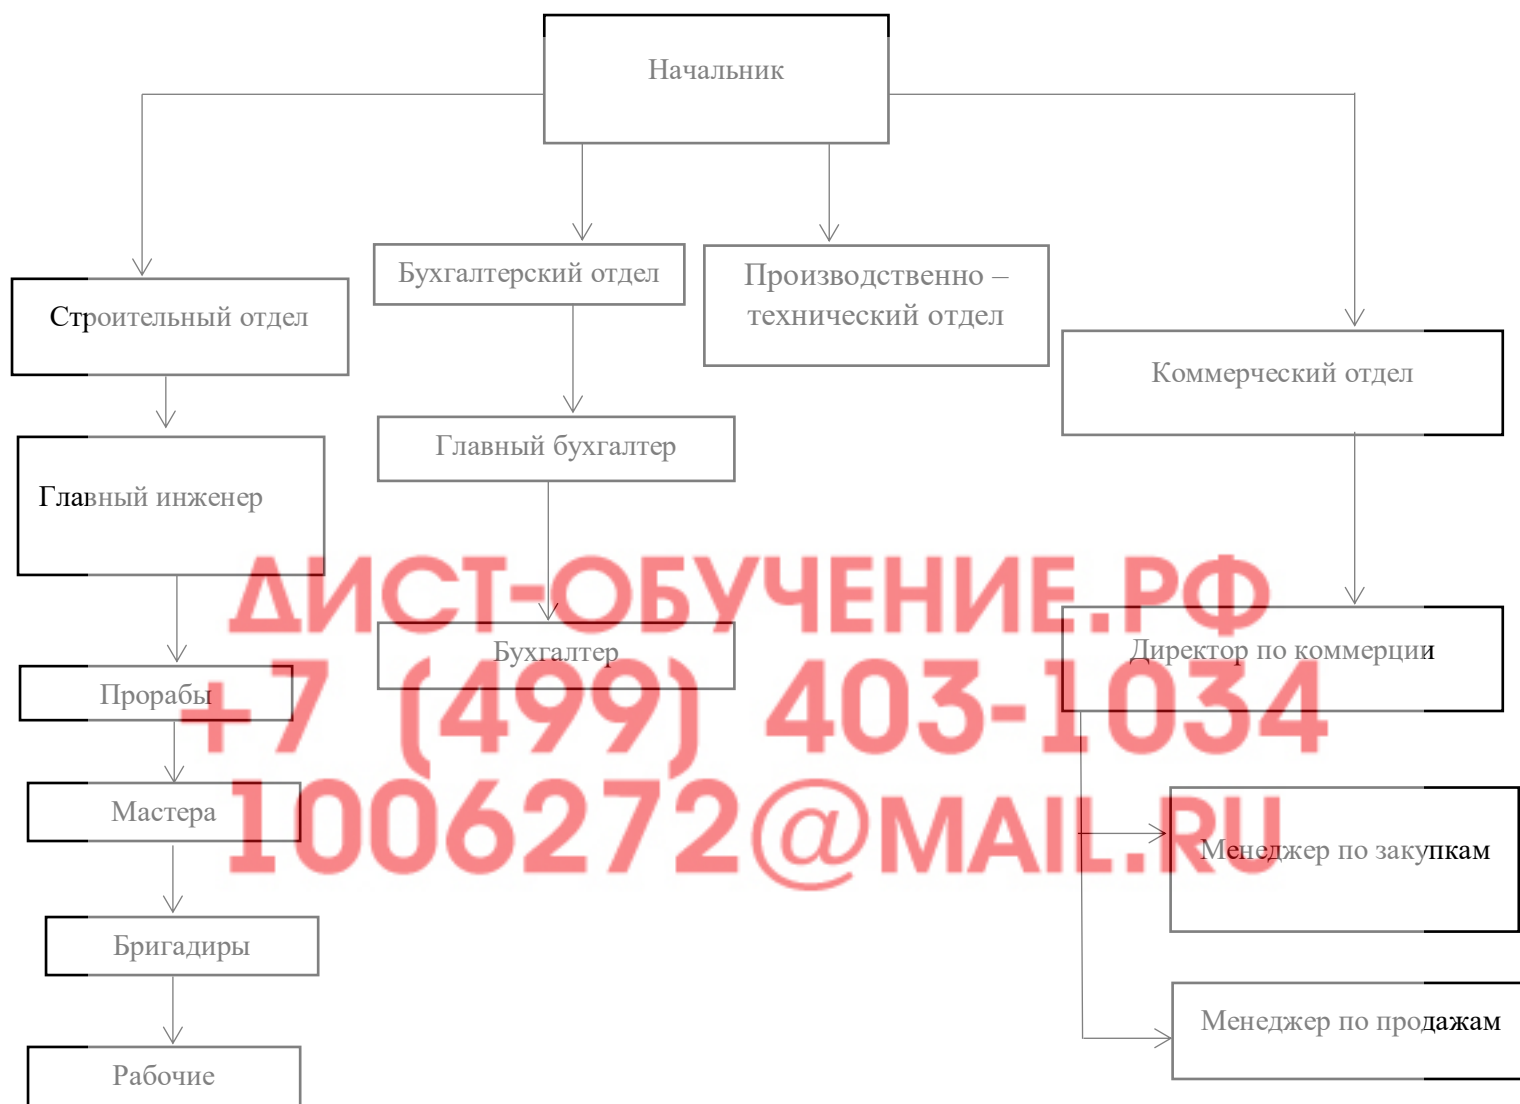 Начальник
Бухгалтерский отдел
Производственно –
технический отдел
Строительный отдел
Коммерческий отдел
Главный бухгалтер
Главный инженер
ДИСТ-ОБУЧЕНИЕ.РФ
Бухгалтер
Директор по коммерции
Прорабы
+7 (499) 403-1034
Мастера
1006272@MAIL.RU
Менеджер по закупкам
Бригадиры
Менеджер по продажам
Рабочие